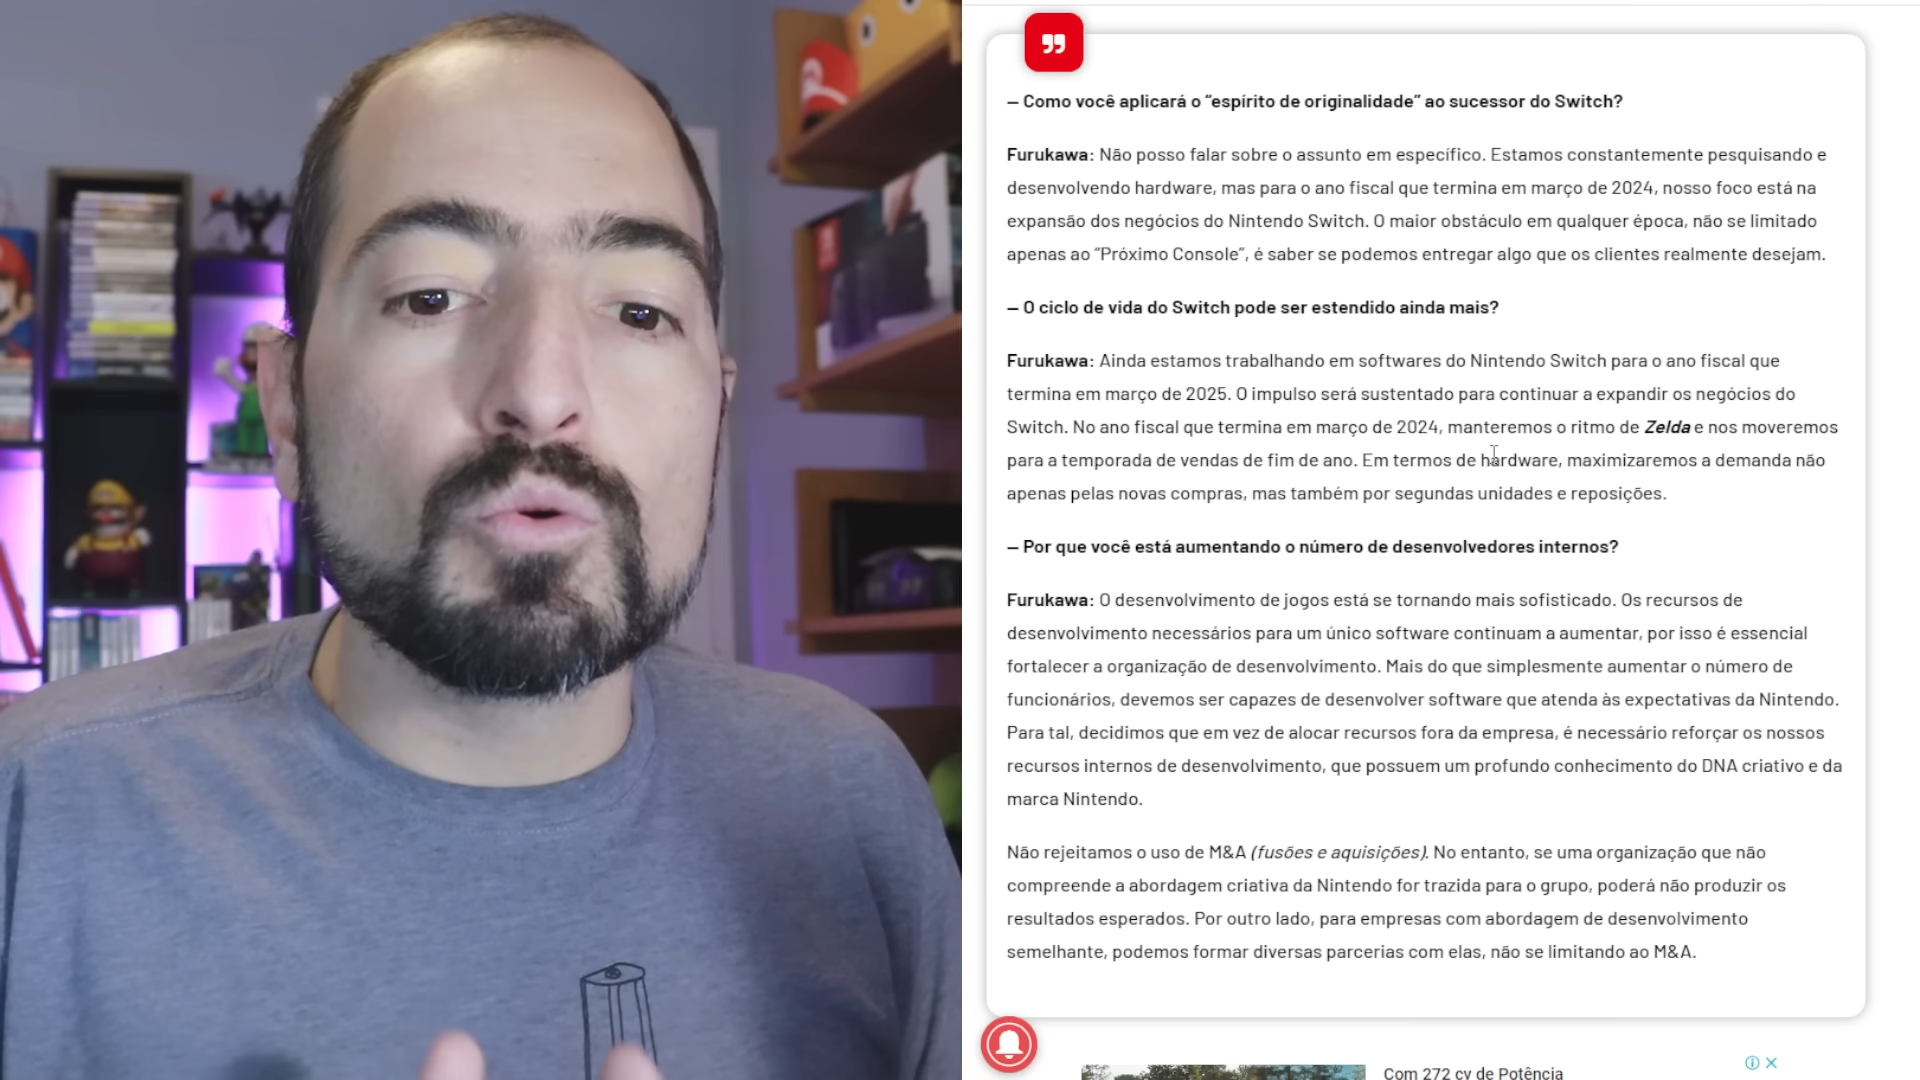 — Como você aplicará o “espírito de originalidade” ao sucessor do Switch?
Furukawa: Não posso falar sobre o assunto em específico. Estamos constantemente pesquisando e
desenvolvendo hardware, mas para o ano fiscal que termina em março de 2024, nosso foco está na
expansão dos negócios do Nintendo Switch. O maior obstáculo em qualquer época, não se limitado
apenas ao “Próximo Console”, é saber se podemos entregar algo que os clientes realmente desejam.
— O ciclo de vida do Switch pode ser estendido ainda mais?
Furukawa: Ainda estamos trabalhando em softwares do Nintendo Switch para o ano fiscal que
termina em março de 2025. O impulso será sustentado para continuar a expandir os negócios do
Switch. No ano fiscal que termina em março de 2024, manteremos o ritmo de Zelda e nos moveremos
para a temporada de vendas de fim de ano. Em termos de hardware, maximizaremos a demanda não
apenas pelas novas compras, mas também por segundas unidades e reposições.
— Por que você está aumentando o número de desenvolvedores internos?
Furukawa: O desenvolvimento de jogos está se tornando mais sofisticado. Os recursos de
desenvolvimento necessários para um único software continuam a aumentar, por isso é essencial
fortalecer a organização de desenvolvimento. Mais do que simplesmente aumentar o número de
funcionários, devemos ser capazes de desenvolver software que atenda às expectativas da Nintendo.
Para tal, decidimos que em vez de alocar recursos fora da empresa, é necessário reforçar os nossos
recursos internos de desenvolvimento, que possuem um profundo conhecimento do DNA criativo e da
marca Nintendo.
Não rejeitamos o uso de M&A (fusões e aquisições). No entanto, se uma organização que não
compreende a abordagem criativa da Nintendo for trazida para o grupo, poderá não produzir os
resultados esperados. Por outro lado, para empresas com abordagem de desenvolvimento
semelhante, podemos formar diversas parcerias com elas, não se limitando ao M&A.
Com 272 cv de Potência